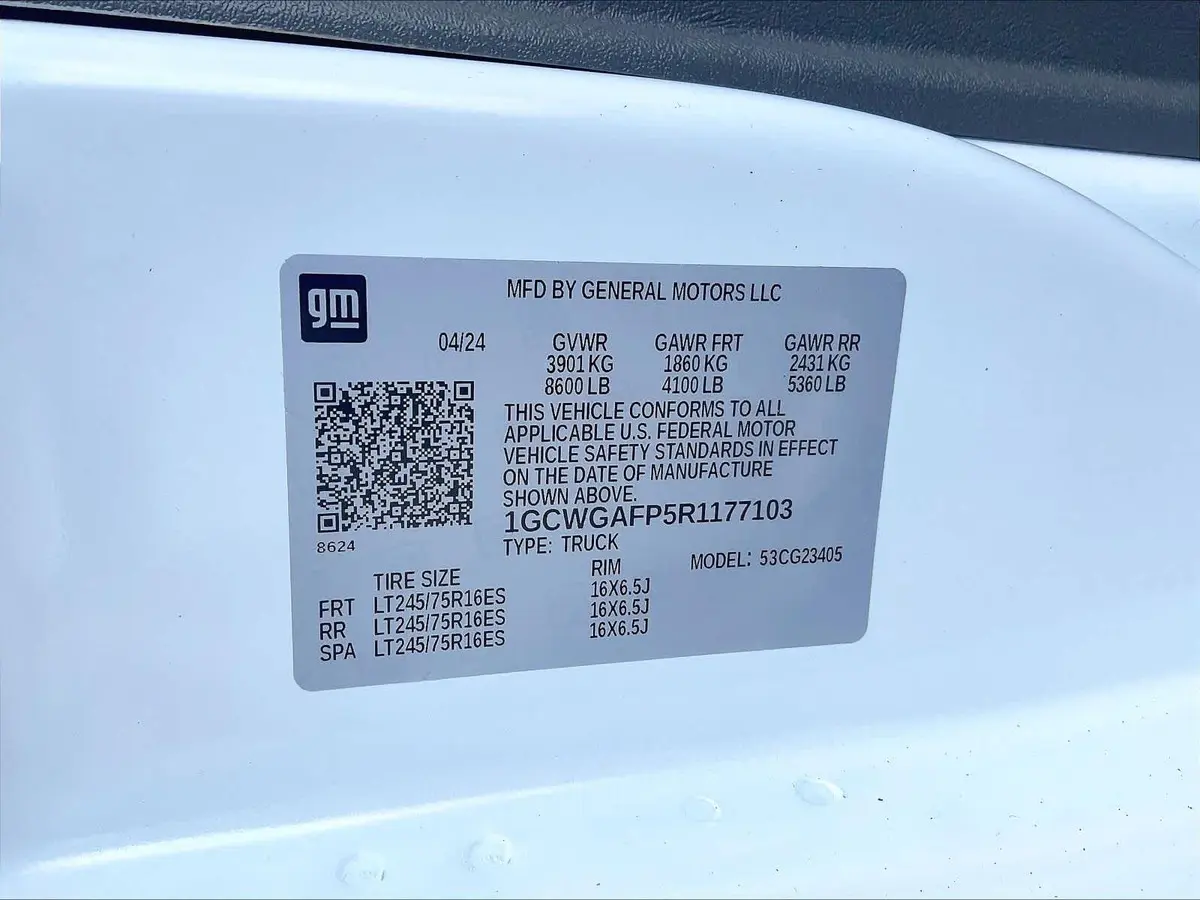 gm
MFD BY GENERAL MOTORS LLC
04/24 GVWR GAWR FRT GAWR RR
3901 KG 1860 KG 2431 KG
8600 LB 4100 LB 5360 LB
THIS VEHICLE CONFORMS TO ALL
APPLICABLE U.S. FEDERAL MOTOR
VEHICLE SAFETY STANDARDS IN EFFECT
ON THE DATE OF MANUFACTURE
SHOWN ABOVE.
1GCWGAFP5R1177103
8624
TYPE: TRUCK MODEL: 53CG23405
TIRE SIZE RIM
FRT LT245/75R16ES 16X6.5J
RR LT245/75R16ES 16X6.5J
SPA LT245/75R16ES 16X6.5J